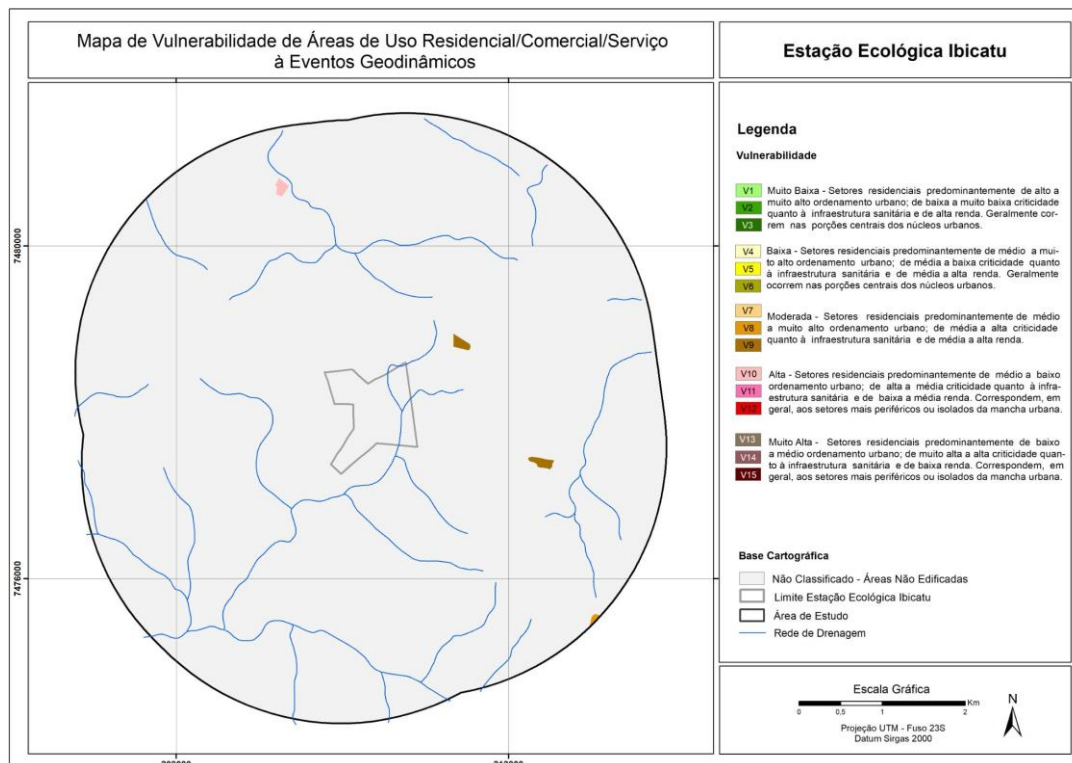 Mapa de Vulnerabilidade de Áreas de Uso Residencial/Comercial/Serviço
à Eventos Geodinâmicos
Estação Ecológica Ibicatu
7480000
7476000
Legenda
Vulnerabilidade
V1
V2
V3
Muito Baixa - Setores residenciais predominantemente de alto a
muito alto ordenamento urbano; de baixa a muito baixa criticidade
quanto à infraestrutura sanitária e de alta renda. Geralmente cor-
rem nas porções centrais dos núcleos urbanos.
V4
V5
V6
Baixa - Setores residenciais predominantemente de médio a mui-
to alto ordenamento urbano; de média a baixa criticidade quanto
à infraestrutura sanitária e de média a alta renda. Geralmente
ocorrem nas porções centrais dos núcleos urbanos.
V7
V8
V9
Moderada - Setores residenciais predominantemente de médio
a muito alto ordenamento urbano; de média a alta criticidade
quanto à infraestrutura sanitária e de média a alta renda.
V10
V11
V12
Alta - Setores residenciais predominantemente de médio a baixo
ordenamento urbano; de alta a média criticidade quanto à infra-
estrutura sanitária e de baixa a média renda. Correspondem, em
geral, aos setores mais periféricos ou isolados da mancha urbana.
V13
V14
V15
Muito Alta - Setores residenciais predominantemente de baixo
a médio ordenamento urbano; de muito alta a alta criticidade quan-
to à infraestrutura sanitária e de baixa renda. Correspondem, em
geral, aos setores mais periféricos ou isolados da mancha urbana.
Base Cartográfica
Não Classificado - Áreas Não Edificadas
Limite Estação Ecológica Ibicatu
Área de Estudo
Rede de Drenagem
Escala Gráfica
Km
0 0,5 1 2
N
Projeção UTM - Fuso 23S
Datum Sirgas 2000